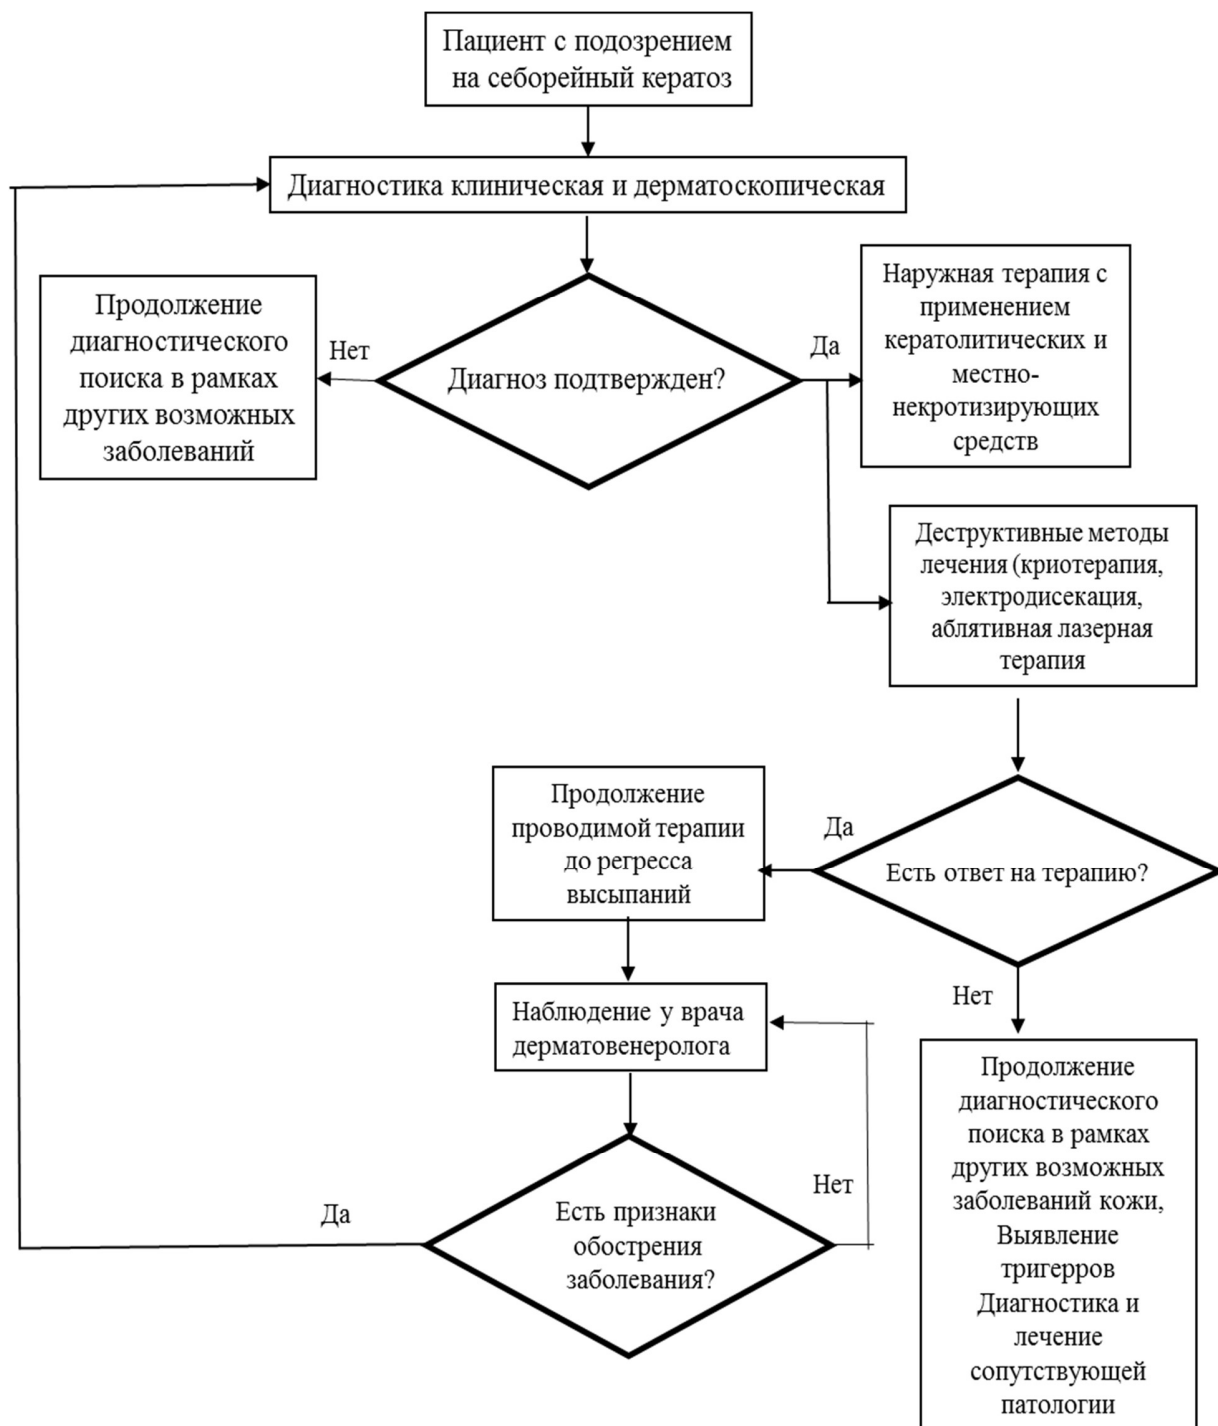 Пациент с подозрением
на себорейный кератоз
Диагностика клиническая и дерматоскопическая
Продолжение
диагностического
поиска в рамках
других возможных
заболеваний
Нет
Диагноз подтвержден?
Да
Наружная терапия с
применением
кератолитических и
местно-
некротизирующих
средств
Деструктивные методы
лечения (криотерапия,
электродисекация,
аблятивная лазерная
терапия
Продолжение
проводимой терапии
до регресса
высыпаний
Да
Есть ответ на терапию?
Нет
Наблюдение у врача
дерматовенеролога
Продолжение
диагностического
поиска в рамках
других возможных
заболеваний кожи,
Выявление
тригерров
Диагностика и
лечение
сопутствующей
патологии
Да
Есть признаки
обострения
заболевания?
Нет